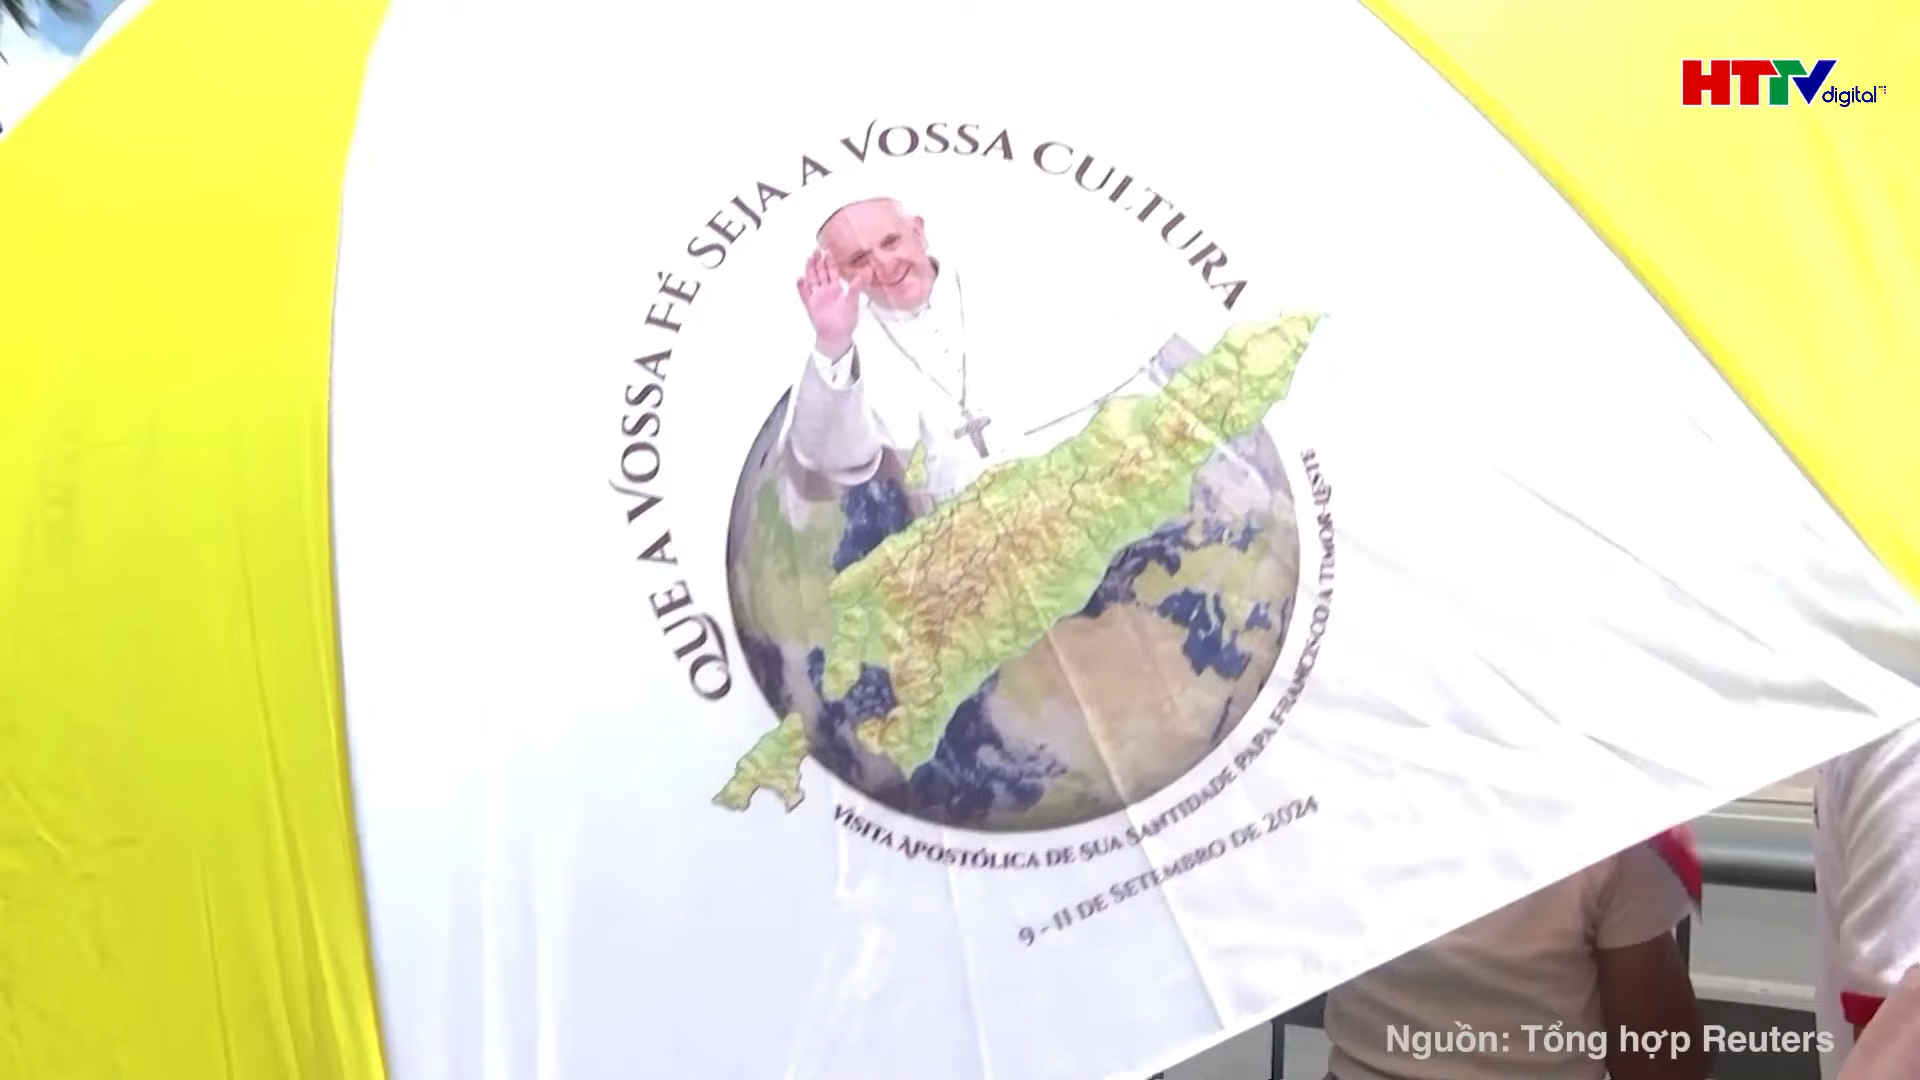 HTTV digital
QUE A VOSSA FÉ SEJA A VOSSA CULTURA
VISITA APOSTÓLICA DE SUA SANTIDADE PAPA FRANCISCO A TIMOR-LESTE
9 - 11 DE SETEMBRO DE 2024
Nguồn: Tổng hợp Reuters